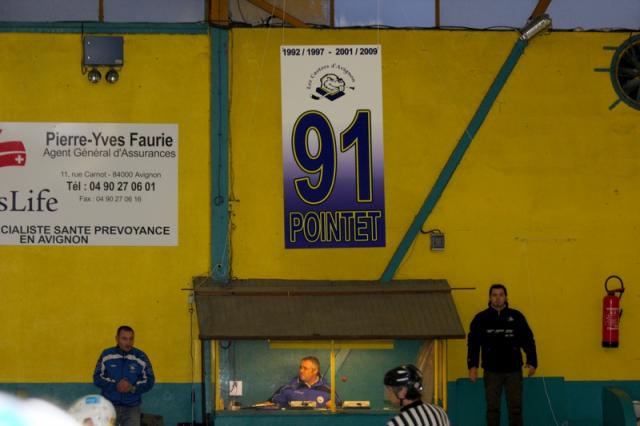 1992 / 1997 - 2001 / 2009
Les Castors d'Avignon
91
POINTET
Pierre-Yves Faurie
Agent Général d'Assurances
11, rue Carnot - 84000 Avignon
Tél : 04 90 27 06 01
Fax : 04 90 27 06 16
sLife
CIALISTE SANTE PREVOYANCE
EN AVIGNON